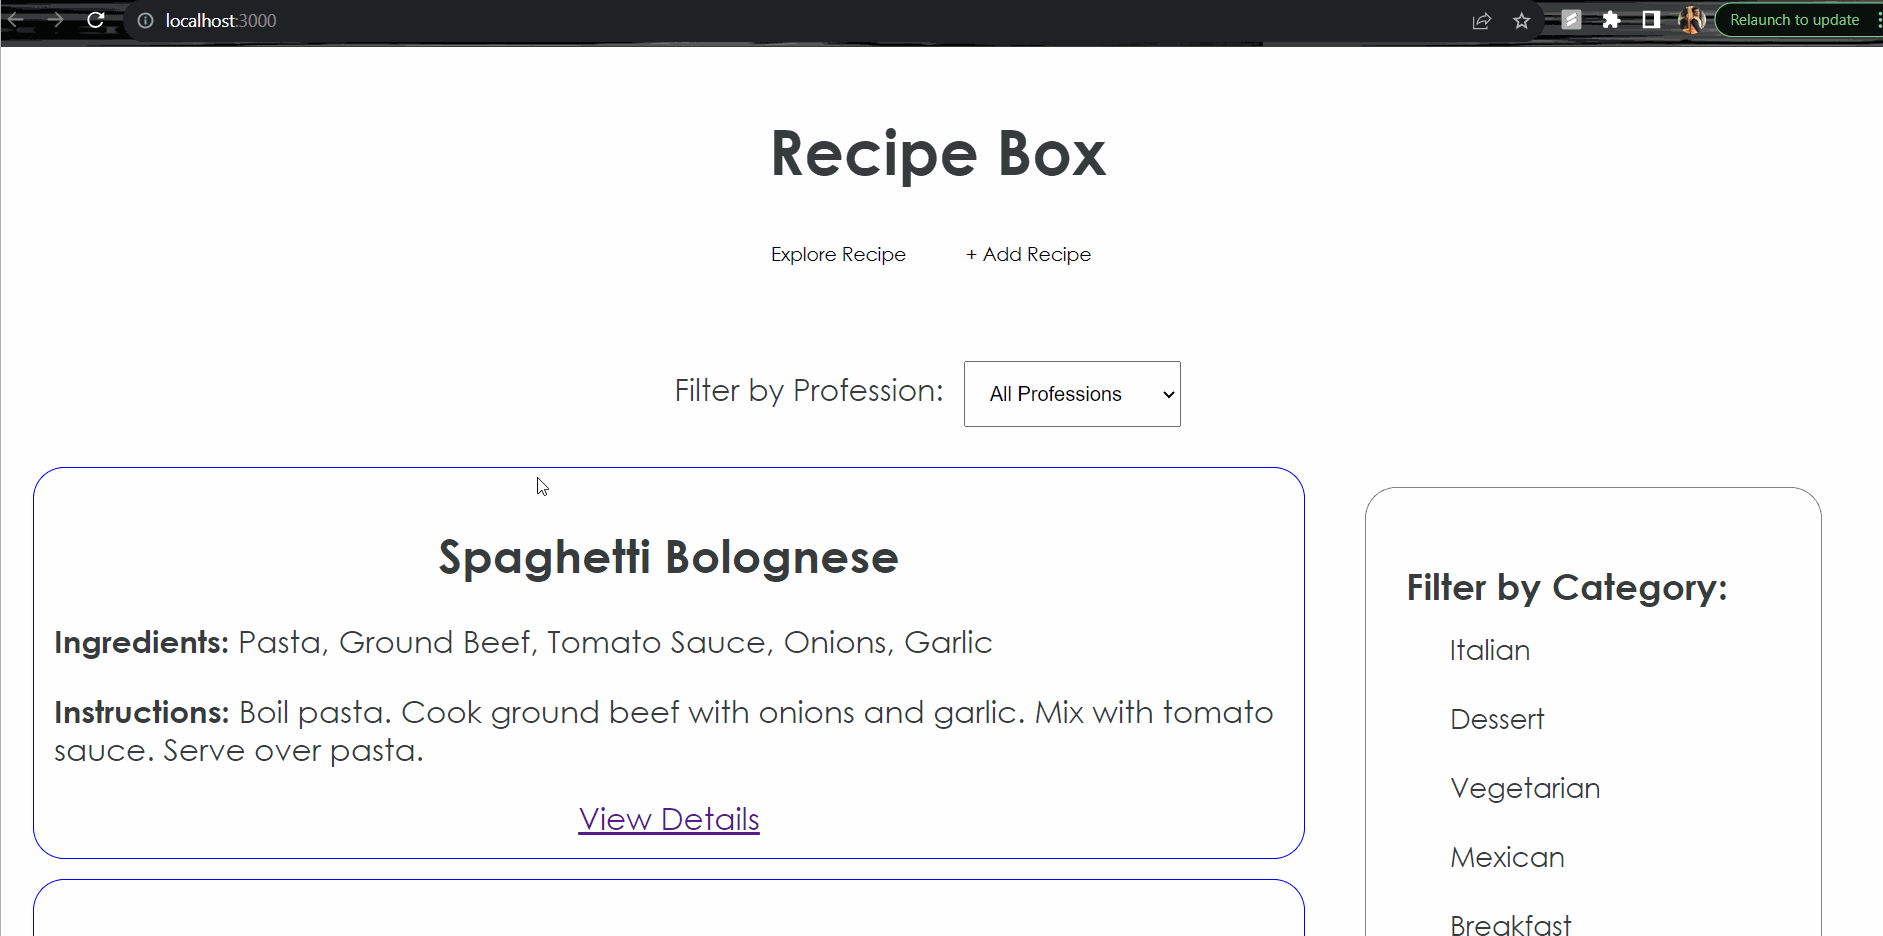 localhost:3000
Relaunch to update
Recipe Box
Explore Recipe
+ Add Recipe
Filter by Profession:
All Professions
Spaghetti Bolognese
Ingredients: Pasta, Ground Beef, Tomato Sauce, Onions, Garlic
Instructions: Boil pasta. Cook ground beef with onions and garlic. Mix with tomato
sauce. Serve over pasta.
View Details
Filter by Category:
Italian
Dessert
Vegetarian
Mexican
Breakfast